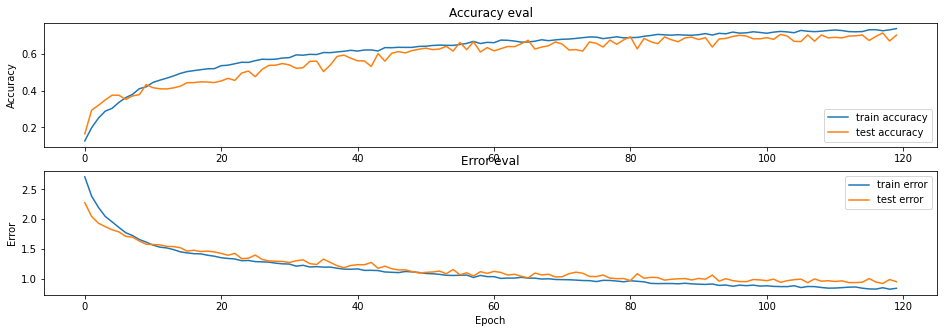 Accuracy eval
0.6
0.4
0.2
Accuracy
train accuracy
test accuracy
0 20 40 60 80 100 120
Error eval
2.5
2.0
1.5
1.0
Error
train error
test error
0 20 40 60 80 100 120
Epoch